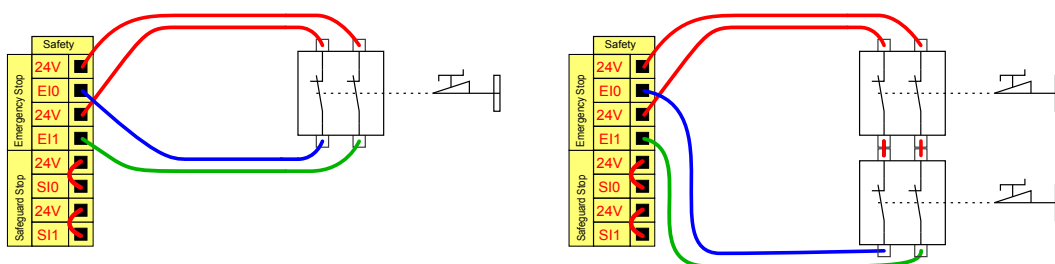 Safety
Emergency Stop
24V
EI0
24V
EI1
Safeguard Stop
24V
SI0
24V
SI1
Safety
Emergency Stop
24V
EI0
24V
EI1
Safeguard Stop
24V
SI0
24V
SI1